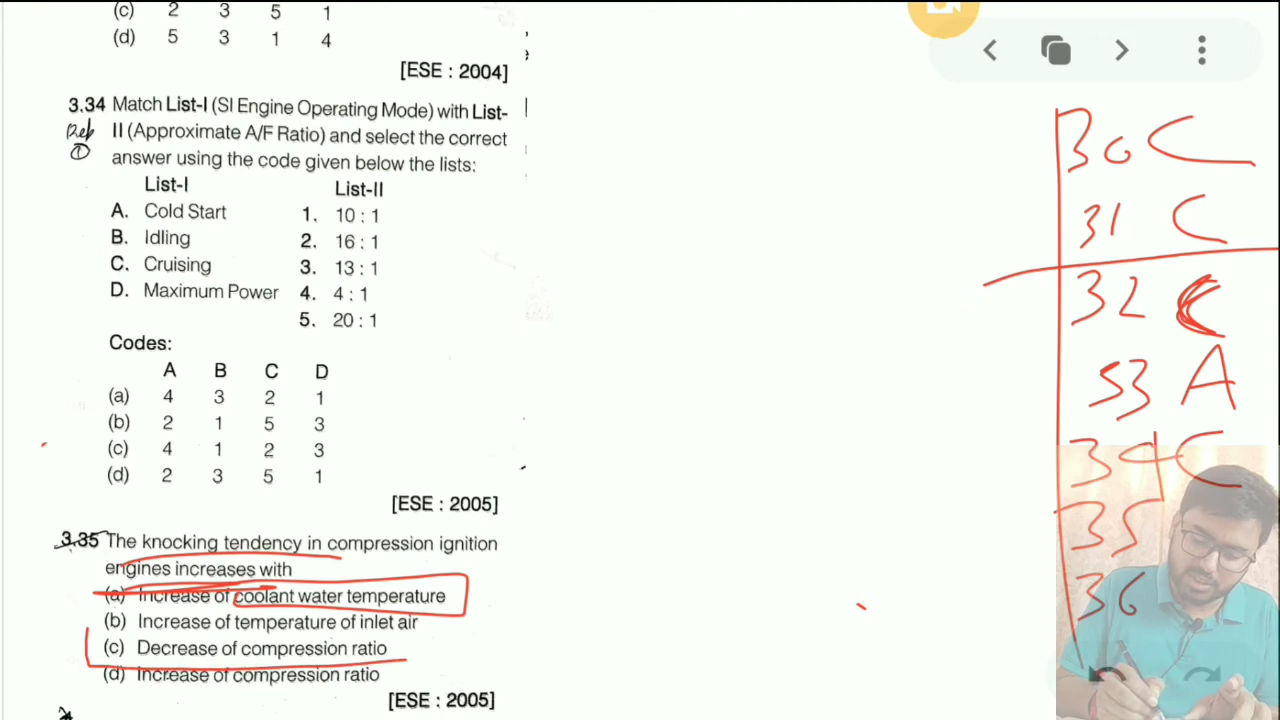 (c) 2 3 5 1
(d) 5 3 1 4
[ESE : 2004]
3.34 Match List-I (SI Engine Operating Mode) with List-
II (Approximate A/F Ratio) and select the correct
answer using the code given below the lists:
List-I List-II
A. Cold Start 1. 10 : 1
B. Idling 2. 16 : 1
C. Cruising 3. 13 : 1
D. Maximum Power 4. 4 : 1
5. 20 : 1
Codes:
A B C D
(a) 4 3 2 1
(b) 2 1 5 3
(c) 4 1 2 3
(d) 2 3 5 1
[ESE : 2005]
3.35 The knocking tendency in compression ignition
engines increases with
(a) Increase of coolant water temperature
(b) Increase of temperature of inlet air
(c) Decrease of compression ratio
(d) Increase of compression ratio
[ESE : 2005]
30 C
31 C
32 C
53 A
34 C
35
36